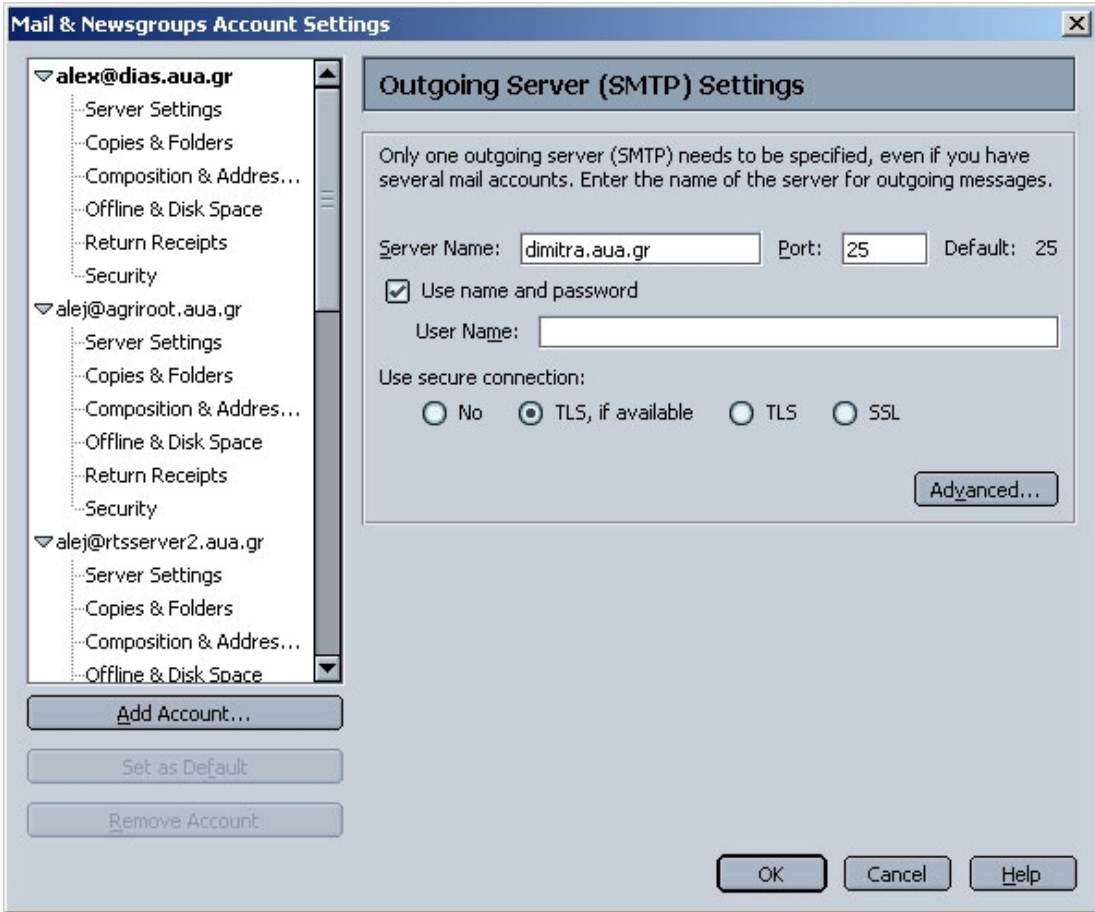 Mail & Newsgroups Account Settings
alex@dias.aua.gr
Server Settings
Copies & Folders
Composition & Addres...
Offline & Disk Space
Return Receipts
Security
alej@agriroot.aua.gr
Server Settings
Copies & Folders
Composition & Addres...
Offline & Disk Space
Return Receipts
Security
alej@rtsserver2.aua.gr
Server Settings
Copies & Folders
Composition & Addres...
Offline & Disk Space
Add Account...
Set as Default
Remove Account
Outgoing Server (SMTP) Settings
Only one outgoing server (SMTP) needs to be specified, even if you have
several mail accounts. Enter the name of the server for outgoing messages.
Server Name: dimitra.aua.gr Port: 25 Default: 25
Use name and password
User Name:
Use secure connection:
No TLS, if available TLS SSL
Advanced...
OK Cancel Help